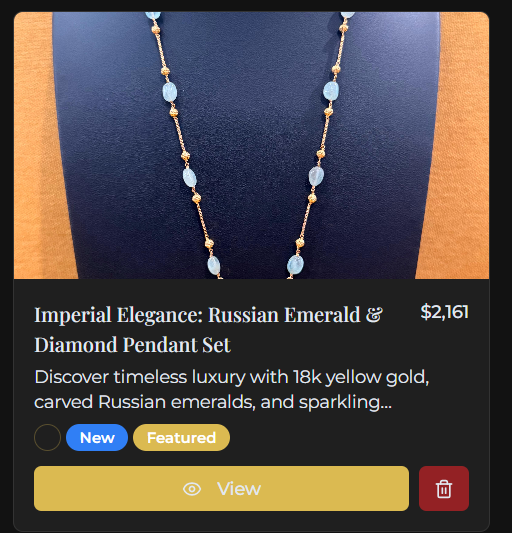 Imperial Elegance: Russian Emerald &
$2,161
Diamond Pendant Set
Discover timeless luxury with 18k yellow gold,
carved Russian emeralds, and sparkling...
New
Featured
View